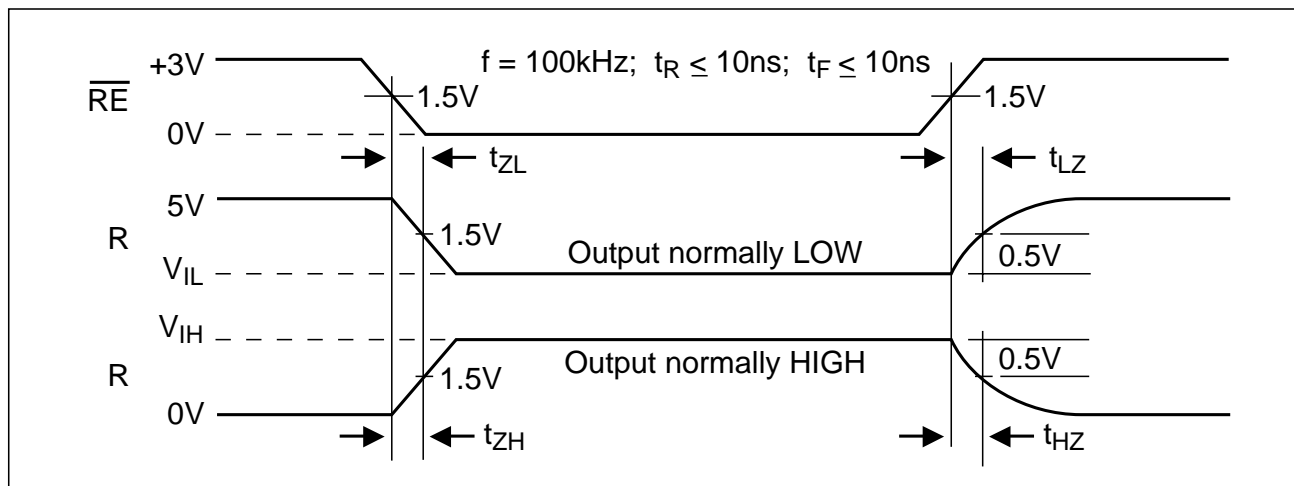 +3V f = 100kHz; tR ≤ 10ns; tF ≤ 10ns
RE 1.5V 1.5V
0V
tZL tLZ
5V
R 1.5V Output normally LOW 0.5V
VIL
VIH
R 1.5V Output normally HIGH 0.5V
0V
tZH tHZ